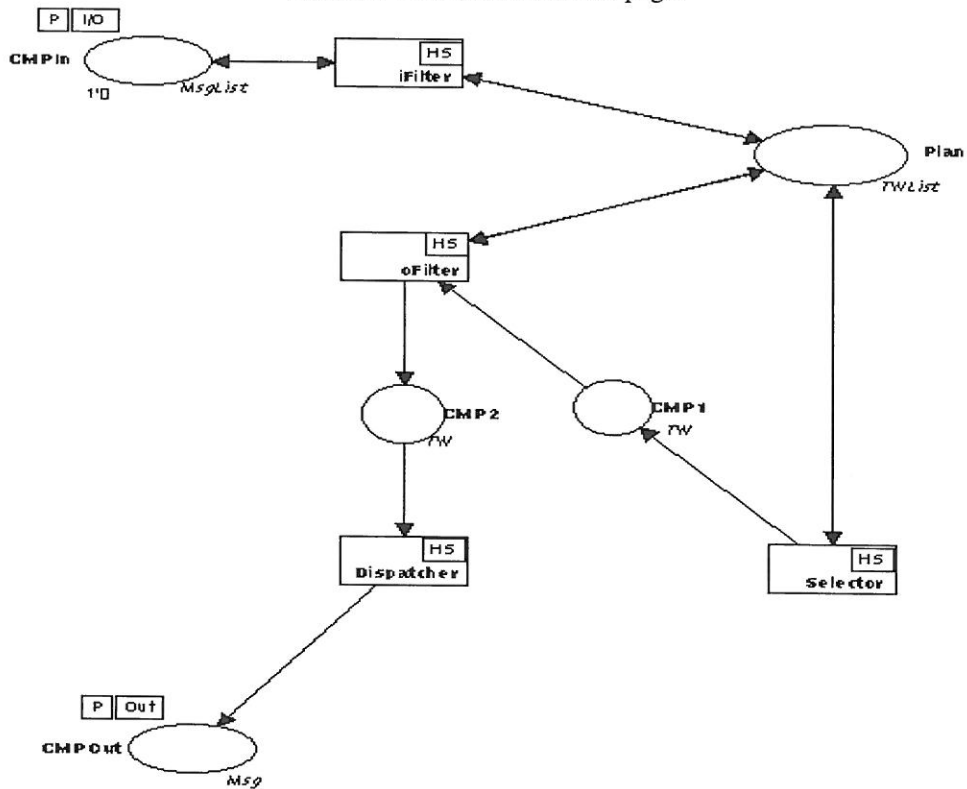 P I/O
CMPIn
1'[]
MsgList
HS
iFilter
Plan
TWList
HS
oFilter
CMP2
TW
CMP1
TW
HS
Dispatcher
HS
Selector
P Out
CMPOut
Msg